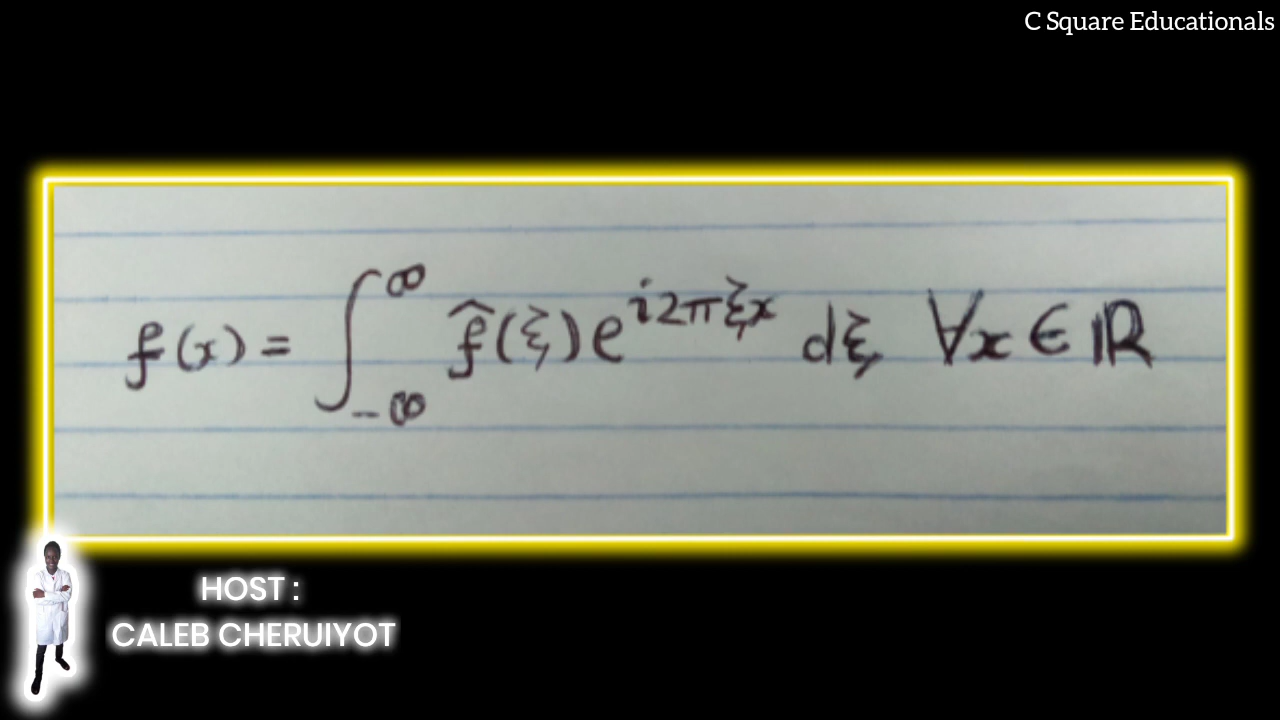 C Square Educationals
f(x) = ∫_{-∞}^{∞} f̂(ξ) e^{i2πξx} dξ ∀x ∈ ℝ
HOST :
CALEB CHERUIYOT